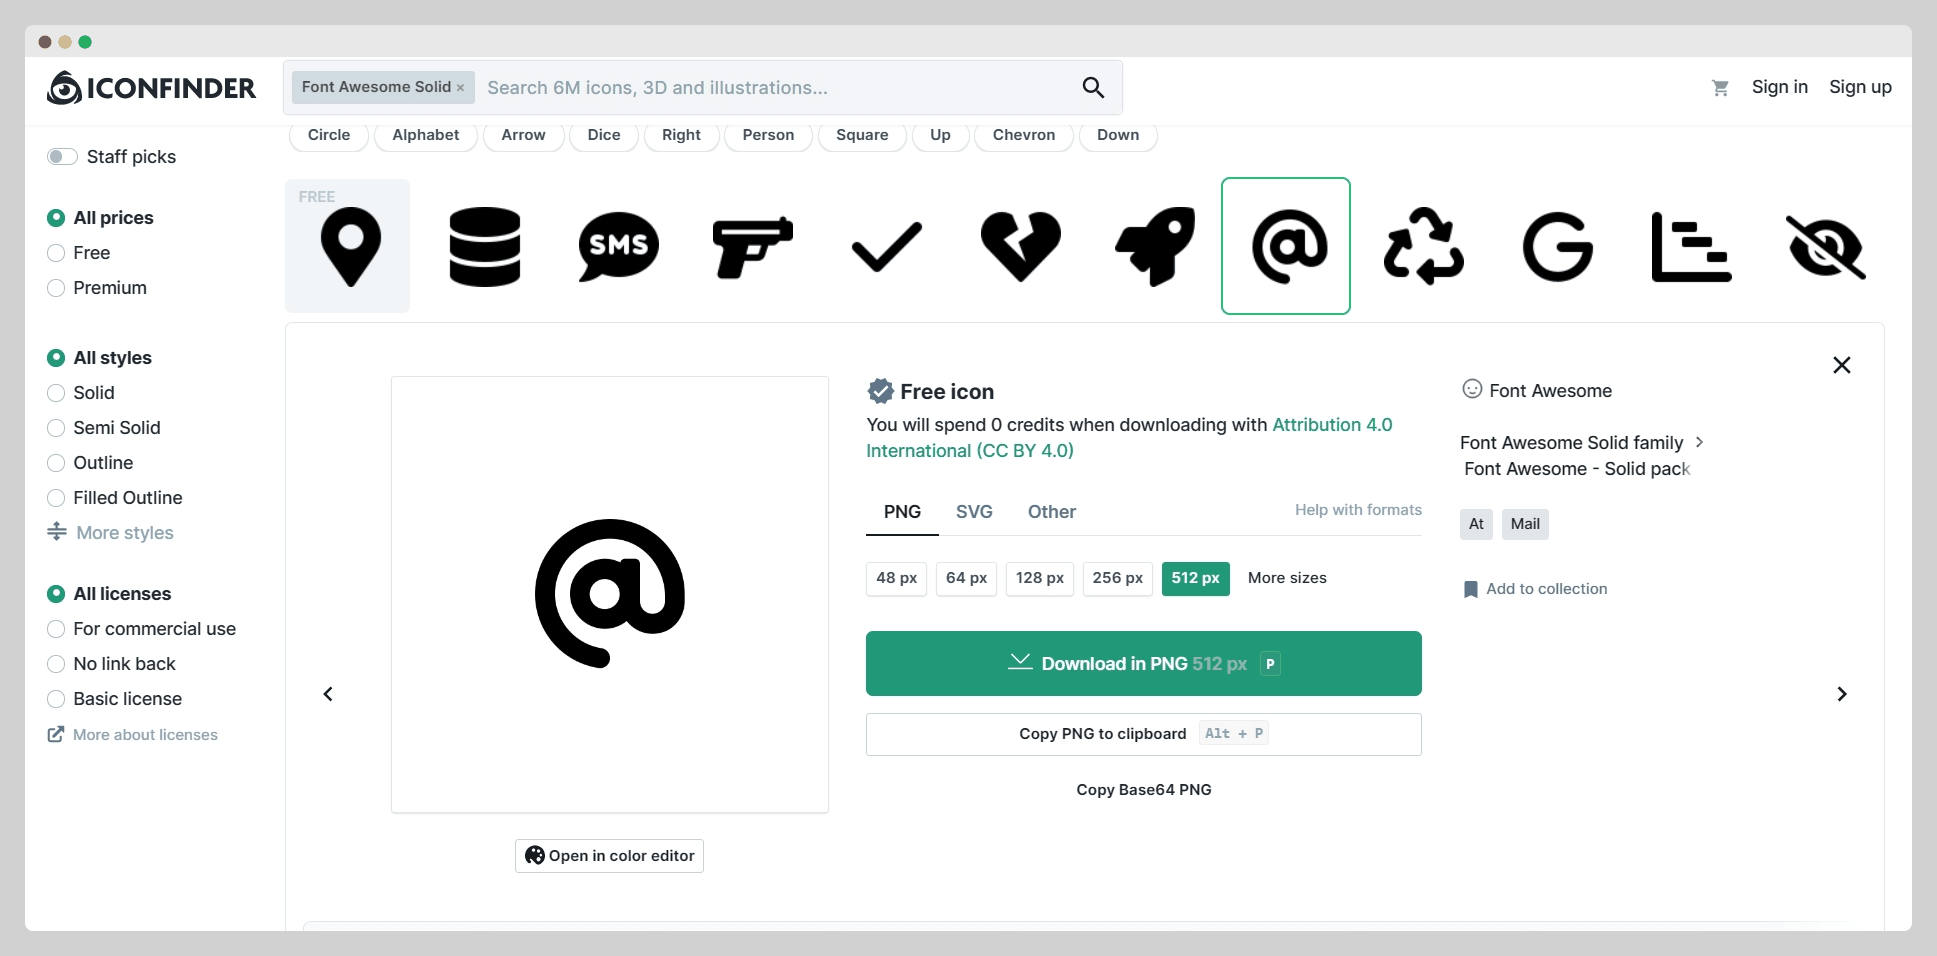 ICONFINDER
Font Awesome Solid ×
Search 6M icons, 3D and illustrations...
Sign in
Sign up
Circle
Alphabet
Arrow
Dice
Right
Person
Square
Up
Chevron
Down
Staff picks
All prices
Free
Premium
All styles
Solid
Semi Solid
Outline
Filled Outline
More styles
All licenses
For commercial use
No link back
Basic license
More about licenses
FREE
SMS
@
G
@
Open in color editor
Free icon
You will spend 0 credits when downloading with Attribution 4.0
International (CC BY 4.0)
PNG
SVG
Other
Help with formats
48 px
64 px
128 px
256 px
512 px
More sizes
Download in PNG 512 px P
Copy PNG to clipboard Alt + P
Copy Base64 PNG
Font Awesome
Font Awesome Solid family
Font Awesome - Solid pack
At
Mail
Add to collection